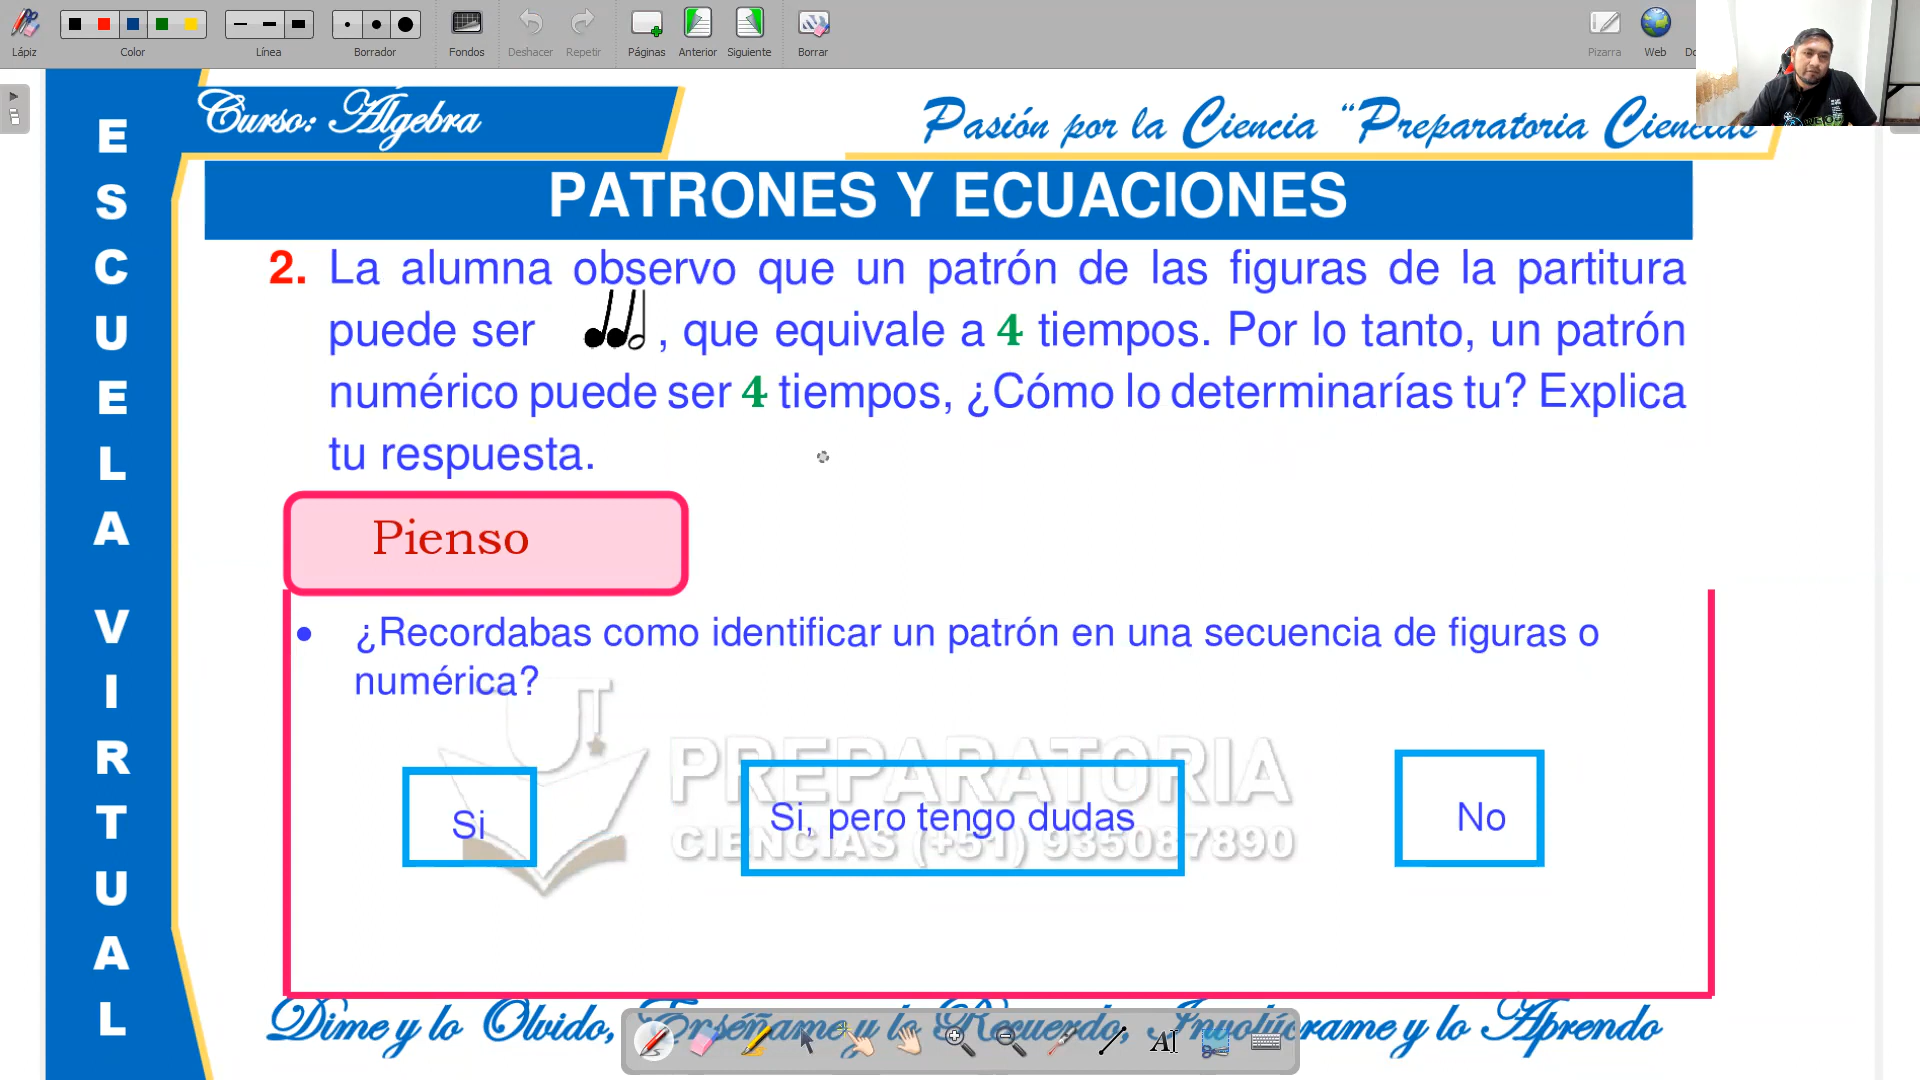 Lápiz
Color
Línea
Borrador
Fondos
Deshacer
Repetir
Páginas
Anterior
Siguiente
Borrar
Pizarra
Web
Curso: Álgebra
Pasión por la Ciencia “Preparatoria Ciencias
PATRONES Y ECUACIONES
2. La alumna observo que un patrón de las figuras de la partitura
puede ser , que equivale a 4 tiempos. Por lo tanto, un patrón
numérico puede ser 4 tiempos, ¿Cómo lo determinarías tu? Explica
tu respuesta.
Pienso
• ¿Recordabas como identificar un patrón en una secuencia de figuras o
numérica?
Si
Si, pero tengo dudas
No
PREPARATORIA
CIENCIAS (+51) 935087890
Dime y lo Olvido, Enséñame y lo Recuerdo, Involúcrame y lo Aprendo
ESCUELA VIRTUAL